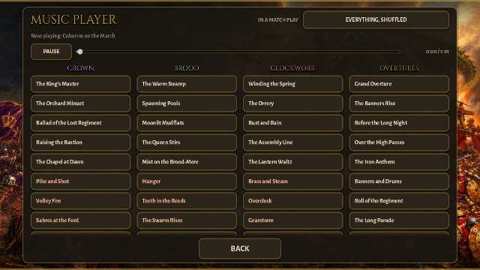 MUSIC PLAYER
IN A MATCH PLAY
EVERYTHING, SHUFFLED
Now playing: on the March
PAUSE
CROWN
BROOD
CLOCKWORK
OVERTURES
The King's Muster
The Warm Swamp
Winding the Spring
Grand Overture
The Orchard Minuet
Spawning Pools
The Orrery
The Banners Rise
Ballad of the Lost Regiment
Moonlit Mudflats
Rust and Rain
Before the Long Night
Raising the Bastion
The Queen Stirs
The Assembly Line
Over the High Passes
The Chapel at Dawn
Mist on the Brood-Mere
The Lantern Waltz
The Iron Anthem
Pike and Shot
Hunger
Brass and Steam
Banners and Drums
Volley Fire
Teeth in the Reeds
Overclock
Roll of the Regiment
Sabres at the Ford
The Swarm Rises
Gearstorm
The Long Parade
BACK